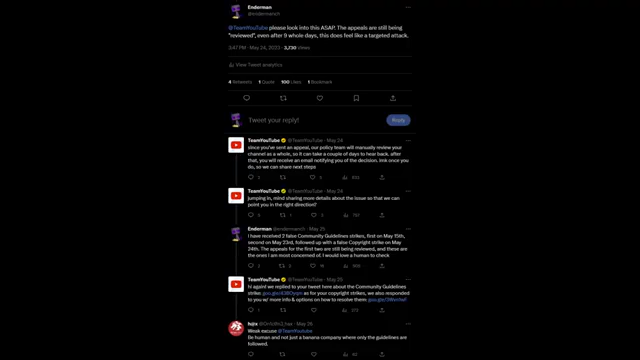 Enderman
@endermanch
@TeamYouTube please look into this ASAP. The appeals are still being
"reviewed", even after 9 whole days, this does feel like a targeted attack.
3:47 PM · May 24, 2023 · 3,730 Views
View Tweet analytics
4 Retweets 1 Quote 100 Likes 1 Bookmark
Tweet your reply!
Reply
TeamYouTube @TeamYouTube · May 24
since you've sent an appeal, our policy team will manually review your
channel as a whole, so it can take a couple of days to hear back. after
that, you will receive an email notifying you of the decision. lmk once you
do, so we can share next steps
TeamYouTube @TeamYouTube · May 24
jumping in, mind sharing more details about the issue so that we can
point you in the right direction?
757
Enderman @endermanch · May 25
I have received 2 false Community Guidelines strikes, first on May 15th,
second on May 23rd, followed up with a false Copyright strike on May
24th. The appeals for the first two are still being reviewed, and these are
the ones I am most concerned of. I would love a human to check
TeamYouTube @TeamYouTube · May 25
hi again! we replied to your tweet here about the Community Guidelines
strike: as for your copyright strikes, we also responded
to you w/ more info & options on how to resolve them:
May 26
Weak excuse @TeamYoutube
Be human and not just a banana company where only the guidelines are
followed.